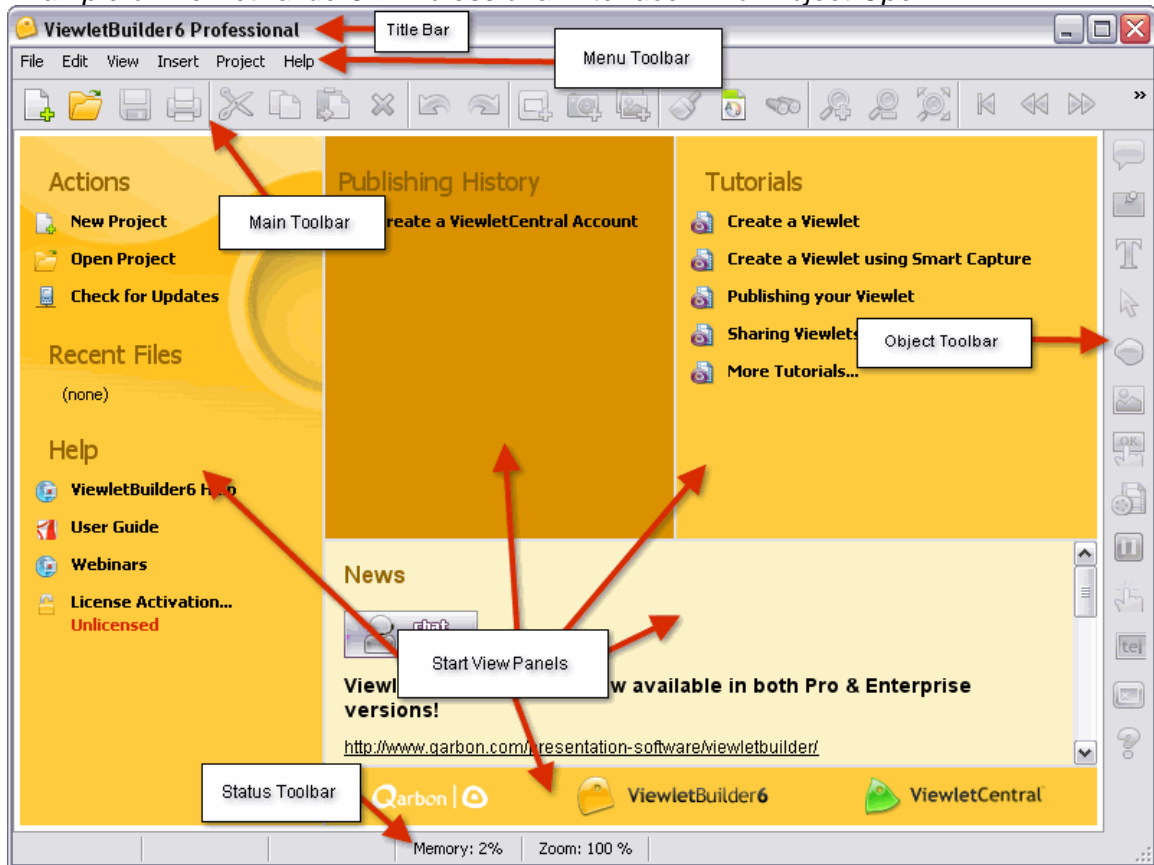 ViewletBuilder6 Professional
Title Bar
File Edit View Insert Project Help
Menu Toolbar
Main Toolbar
Actions
New Project
Open Project
Check for Updates
Recent Files
(none)
Help
ViewletBuilder6
User Guide
Webinars
License Activation...
Unlicensed
Publishing History
a ViewletCentral Account
Tutorials
Create a Viewlet
Create a Viewlet using Smart Capture
Publishing your Viewlet
Sharing Viewlets
More Tutorials...
Object Toolbar
OK
News
Start View Panels
available in both Pro & Enterprise
versions!
http://www.qarbon.com/presentation-software/viewletbuilder/
Status Toolbar
Qarbon
ViewletBuilder6
ViewletCentral
Memory: 2% Zoom: 100 %